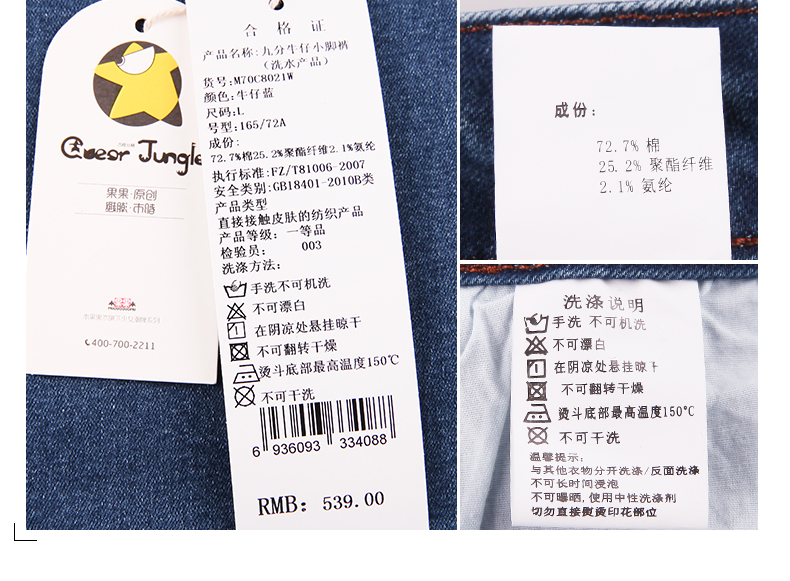 Queer Jungle
果果·原创
400-700-2211
合格证
产品名称:九分牛仔小脚裤
(洗水产品)
货号:M70C8021W
颜色:牛仔蓝
尺码:L
号型:165/72A
成份:
72.7%棉25.2%聚酯纤维2.1%氨纶
执行标准:FZ/T81006-2007
安全类别:GB18401-2010B类
产品类型
直接接触皮肤的纺织产品
产品等级: 一等品
检验员: 003
洗涤方法:
手洗不可机洗
不可漂白
在阴凉处悬挂晾干
不可翻转干燥
熨斗底部最高温度150℃
不可干洗
6 936093 334088
RMB: 539.00
成份:
72.7% 棉
25.2% 聚酯纤维
2.1% 氨纶
洗涤说明
手洗 不可机洗
不可漂白
在阴凉处悬挂晾干
不可翻转干燥
熨斗底部最高温度150℃
不可干洗
温馨提示:
与其他衣物分开洗涤/反面洗涤
不可长时间浸泡
不可曝晒,使用中性洗涤剂
切勿直接熨烫印花部位